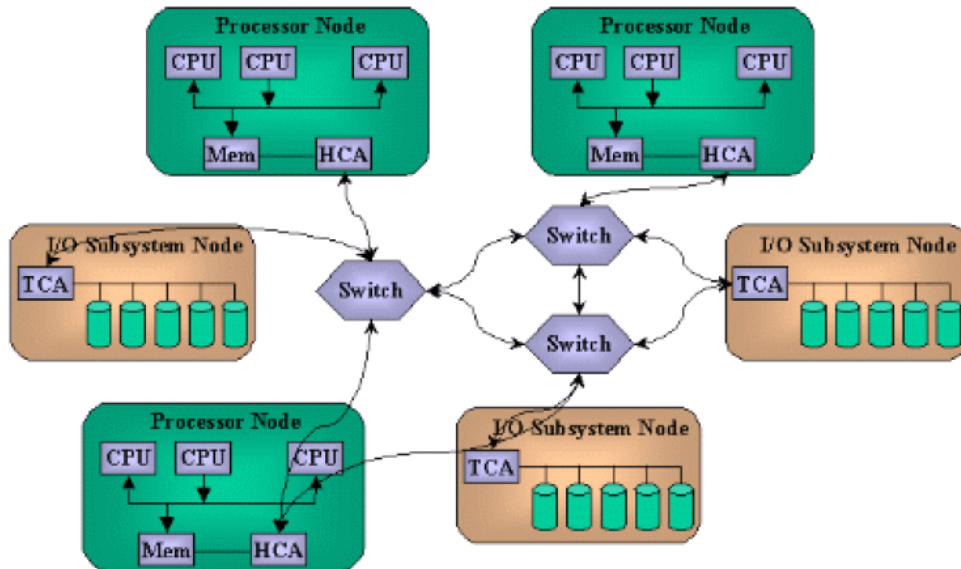 Processor Node
CPU CPU CPU
Mem HCA
Processor Node
CPU CPU CPU
Mem HCA
I/O Subsystem Node
TCA
Switch
Switch
Switch
I/O Subsystem Node
TCA
Processor Node
CPU CPU CPU
Mem HCA
I/O Subsystem Node
TCA